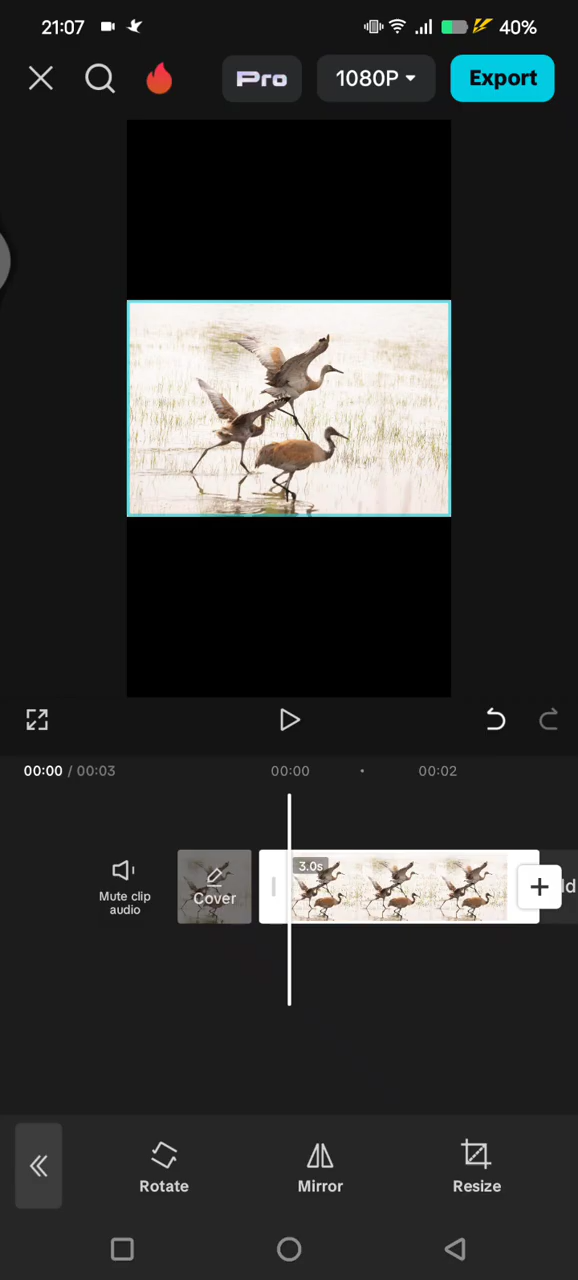 21:07
40%
Pro
1080P
Export
00:00 / 00:03
00:00
00:02
Mute clip
audio
Cover
3.0s
Rotate
Mirror
Resize